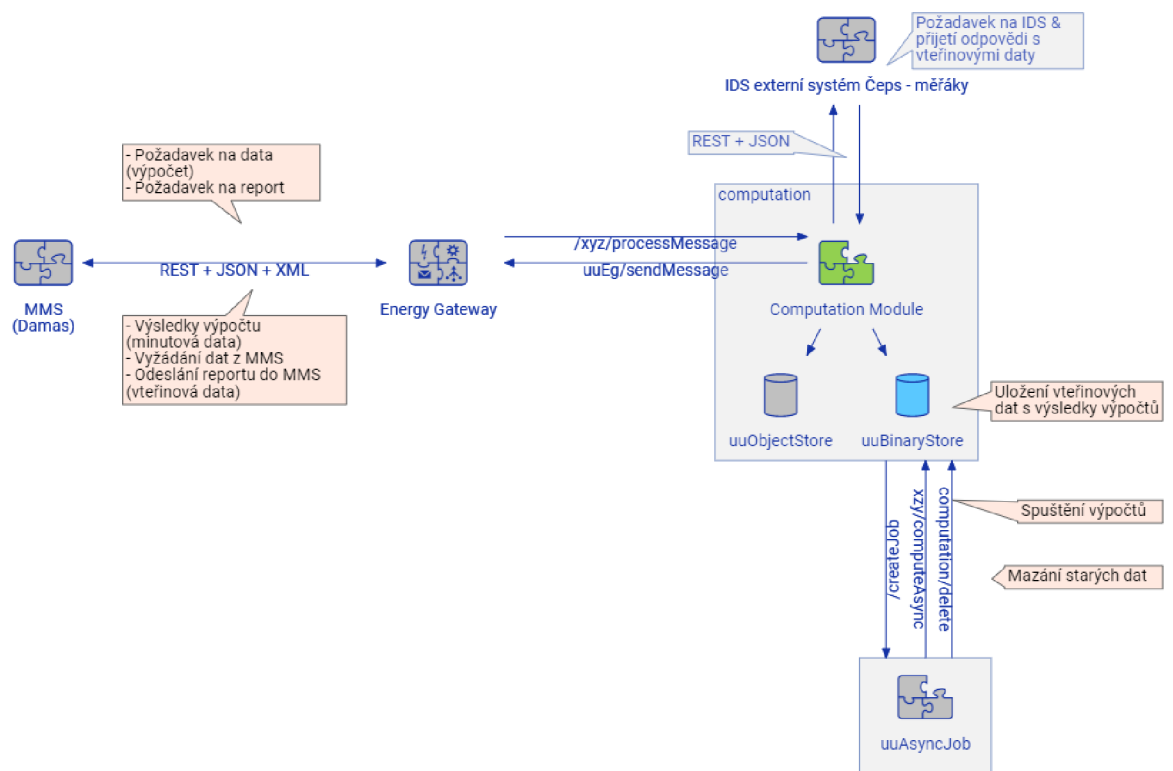 Požadavek na IDS &
přijetí odpovědi s
vteřinovými daty
IDS externí systém Čeps - měřáky
REST + JSON
- Požadavek na data
(výpočet)
- Požadavek na report
computation
/xyz/processMessage
REST + JSON + XML
uuEg/sendMessage
MMS
(Damas)
Energy Gateway
Computation Module
- Výsledky výpočtu
(minutová data)
- Vyžádání dat z MMS
- Odeslání reportu do MMS
(vteřinová data)
uuObjectStore
uuBinaryStore
Uložení vteřinových
dat s výsledky výpočtů
/createJob
xzy/computeAsync
computation/delete
Spuštění výpočtů
Mazání starých dat
uuAsyncJob